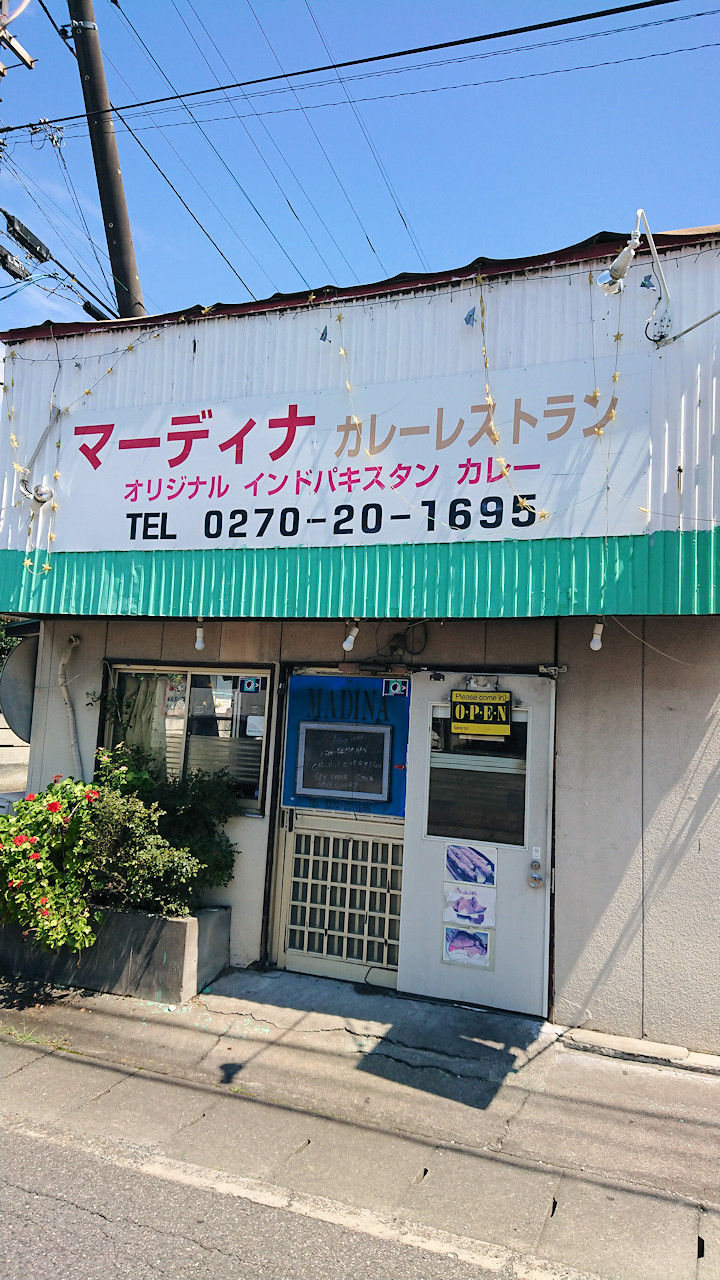 マーディナ カレーレストラン
オリジナル インドパキスタン カレー
TEL 0270-20-1695
MADINA
Please come in!
OPEN